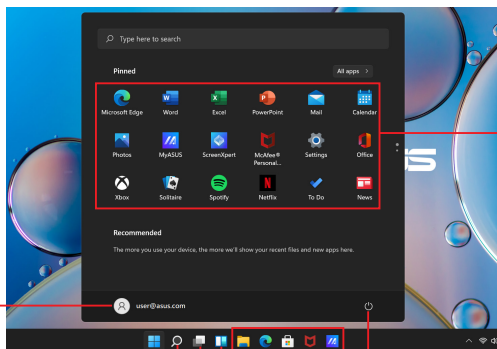 Type here to search
Pinned
All apps >
Microsoft Edge Word Excel PowerPoint Mail Calendar
Photos MyASUS ScreenXpert McAfee® Personal... Settings Office
Xbox Solitaire Spotify Netflix To Do News
Recommended
The more you use your device, the more we'll show your recent files and new apps here.
user@asus.com